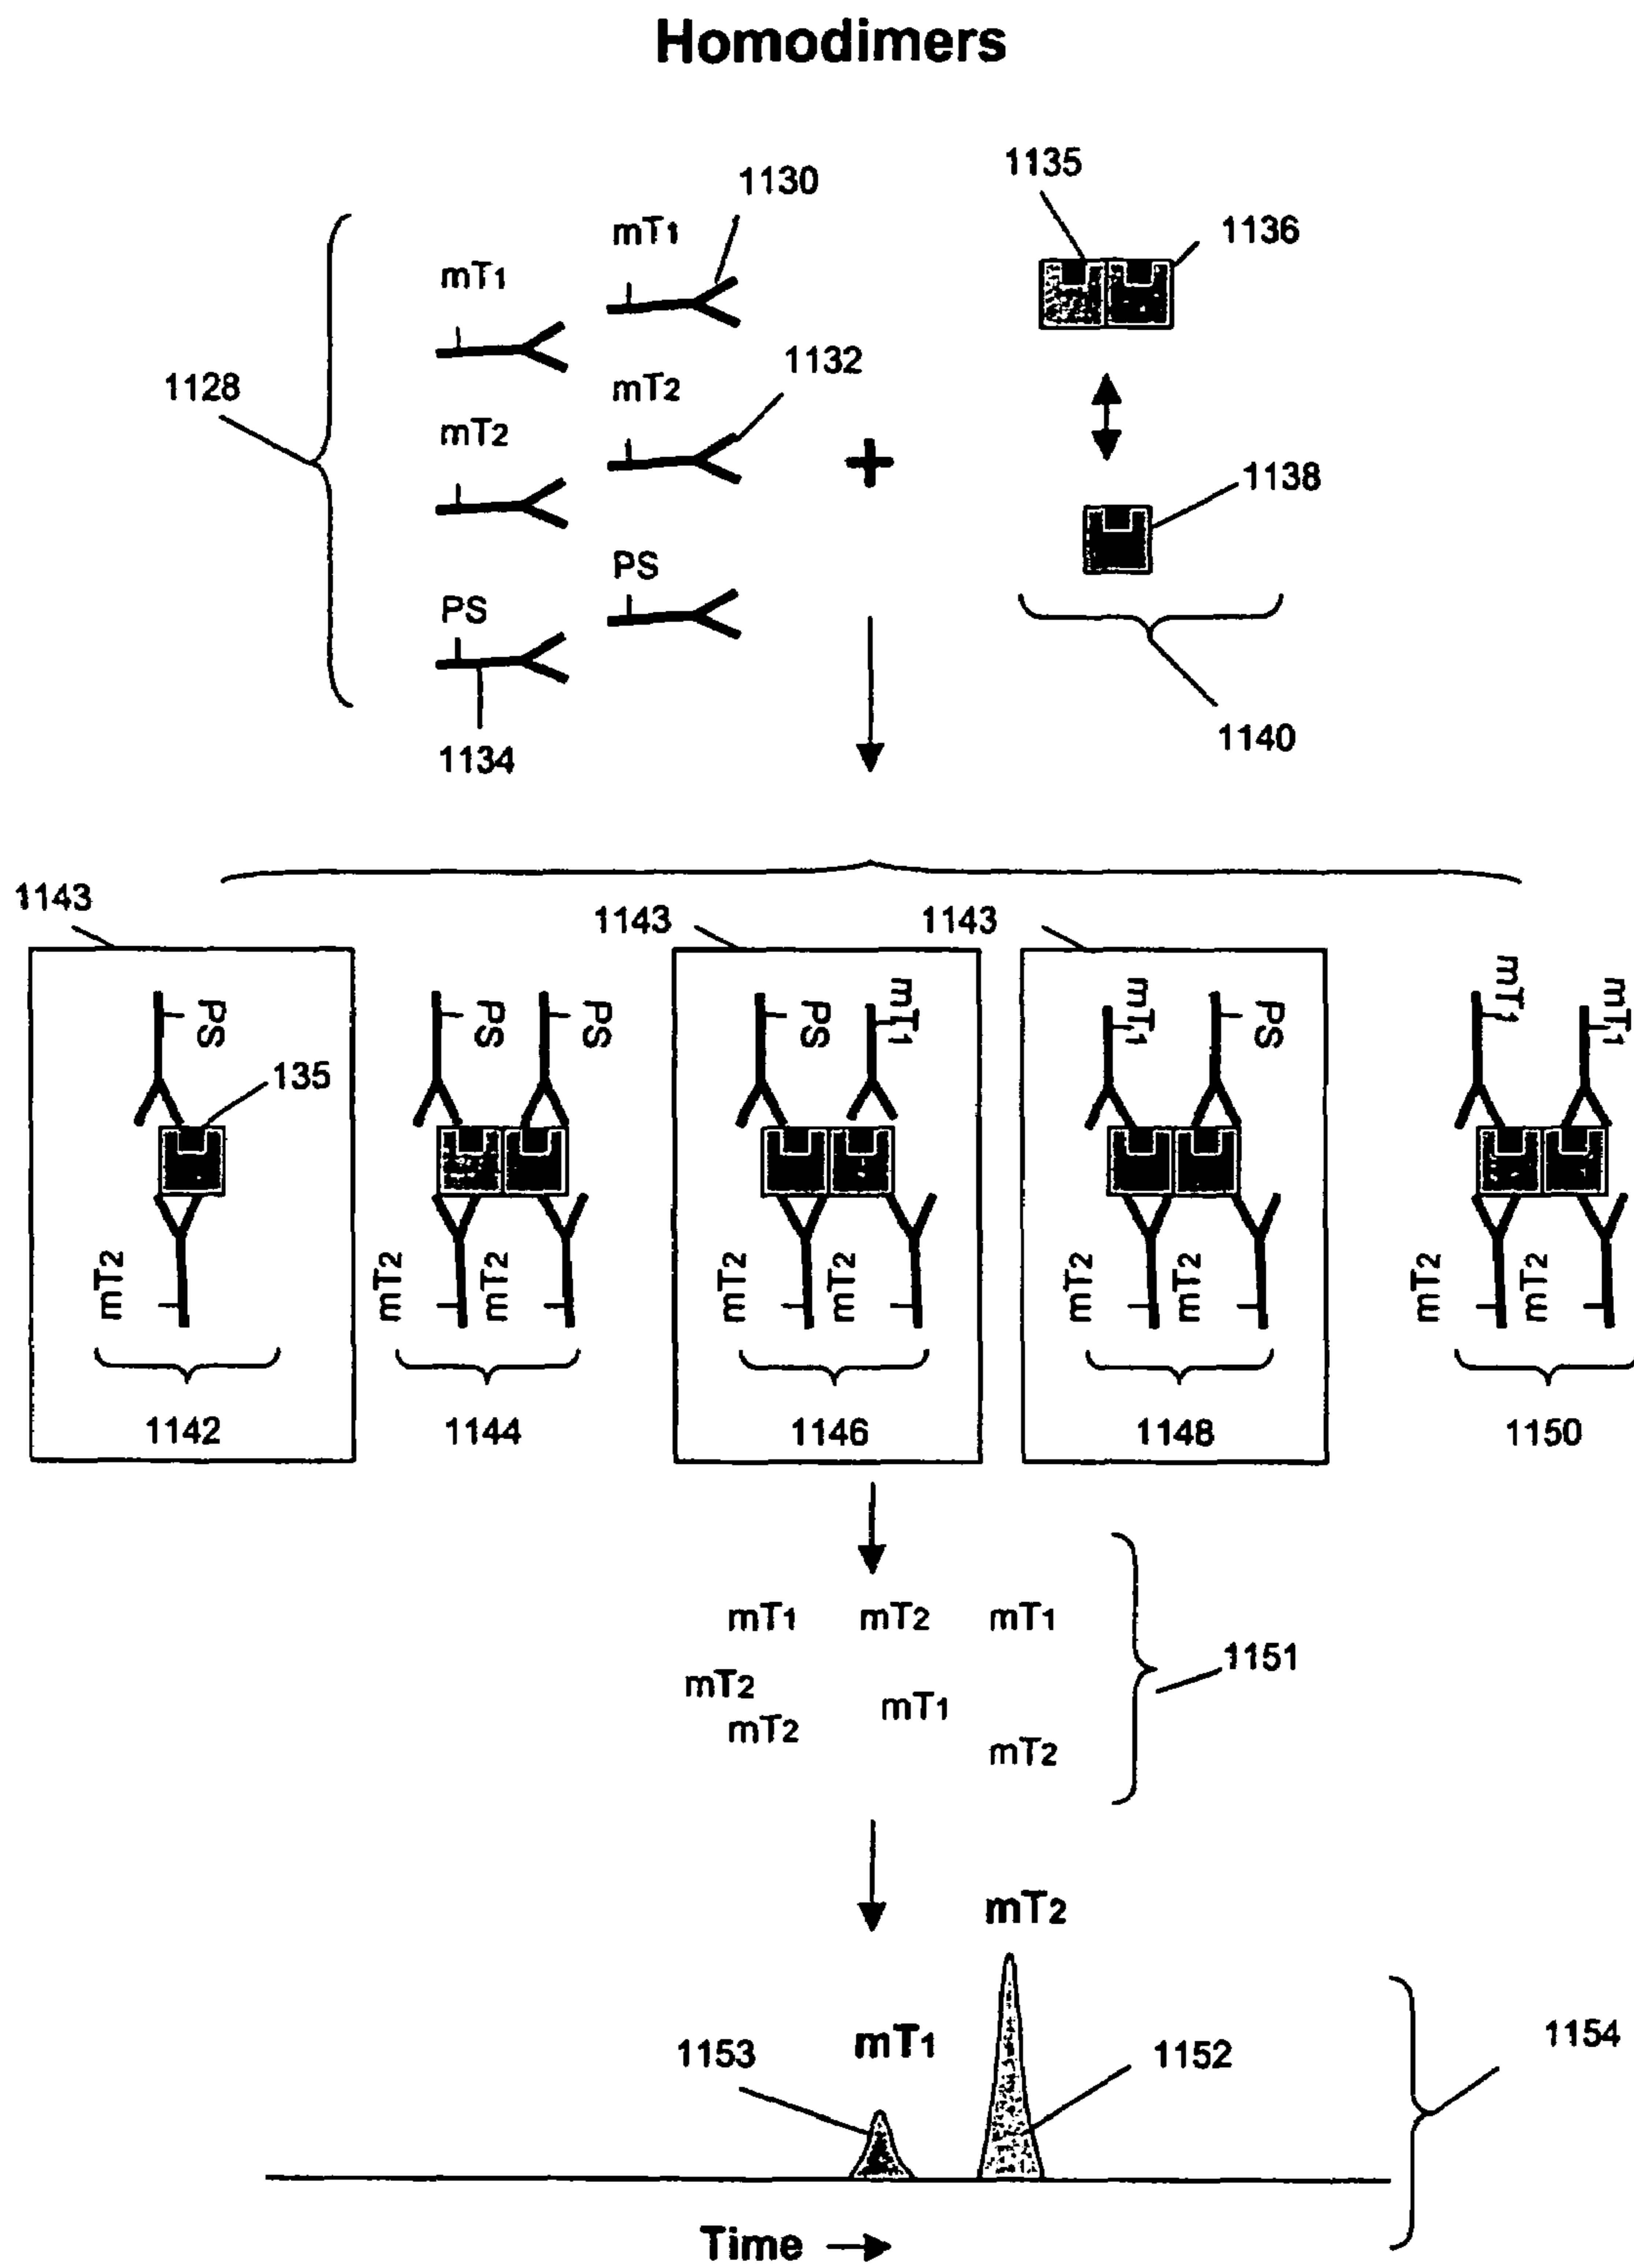 Homodimers
1135
1130
1136
mT1
mT1
1132
1128
mT2
mT2
+
1138
PS
PS
1134
1140
1143
1143
1143
PS
PS
PS
PS
mT1
mT1
PS
mT1
mT1
135
mT2
mT2
mT2
mT2
mT2
mT2
mT2
mT2
mT2
1142
1144
1146
1148
1150
mT1 mT2 mT1
1151
mT2
mT1
mT2
mT2
mT2
1154
1153
mT1
1152
Time